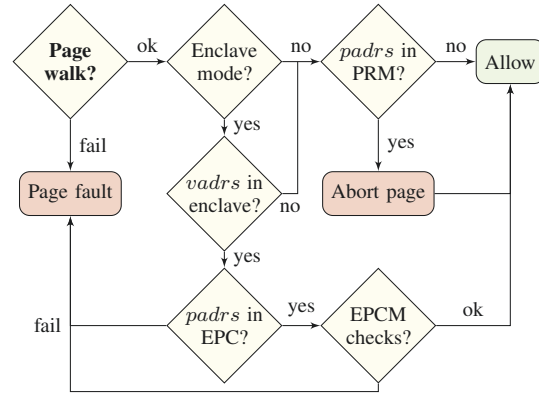 Page
walk?
ok
Enclave
mode?
no
padrs in
PRM?
no
Allow
fail
yes
yes
Page fault
vadrs in
enclave?
no
Abort page
yes
fail
padrs in
EPC?
yes
EPCM
checks?
ok